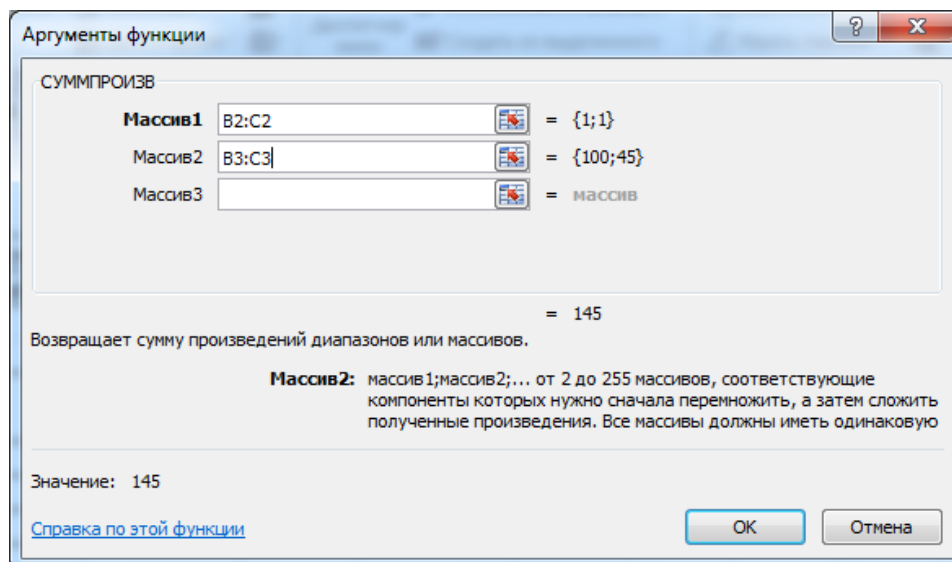 Аргументы функции
СУММПРОИЗВ
Массив1 B2:C2 = {1;1}
Массив2 B3:C3 = {100;45}
Массив3 = массив
= 145
Возвращает сумму произведений диапазонов или массивов.
Массив2: массив1;массив2;... от 2 до 255 массивов, соответствующие
компоненты которых нужно сначала перемножить, а затем сложить
полученные произведения. Все массивы должны иметь одинаковую
Значение: 145
Справка по этой функции
ОК Отмена